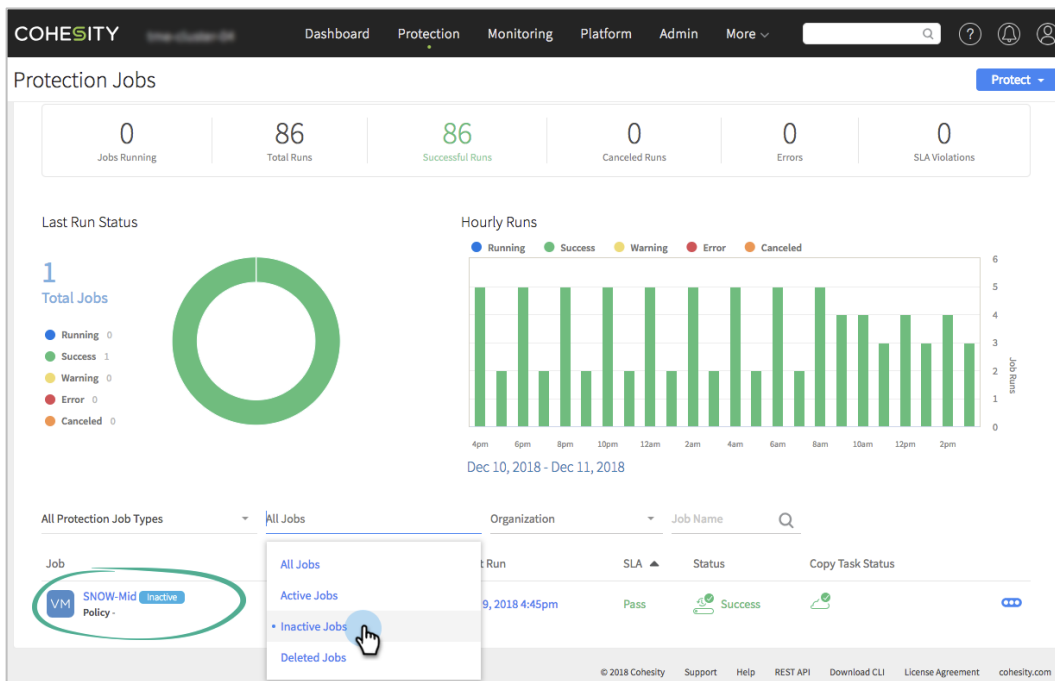 COHESITY Dashboard Protection Monitoring Platform Admin More ?
Protection Jobs Protect
0 86 86 0 0 0
Jobs Running Total Runs Successful Runs Canceled Runs Errors SLA Violations
Last Run Status Hourly Runs
Running Success Warning Error Canceled
1
Total Jobs
Running 0
Success 1
Warning 0
Error 0
Canceled 0
6
5
4
3
2
1
0
Job Runs
4pm 6pm 8pm 10pm 12am 2am 4am 6am 8am 10am 12pm 2pm
Dec 10, 2018 - Dec 11, 2018
All Protection Job Types All Jobs Organization Job Name
Job t Run SLA Status Copy Task Status
All Jobs
Active Jobs
Inactive Jobs
Deleted Jobs
VM SNOW-Mid Inactive 9, 2018 4:45pm Pass Success
Policy -
© 2018 Cohesity Support Help REST API Download CLI License Agreement cohesity.com